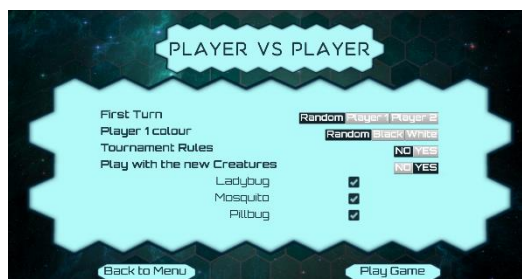 PLAYER VS PLAYER
First Turn Random Player 1 Player 2
Player 1 colour Random Black White
Tournament Rules NO YES
Play with the new Creatures NO YES
Ladybug
Mosquito
Pillbug
Back to Menu Play Game